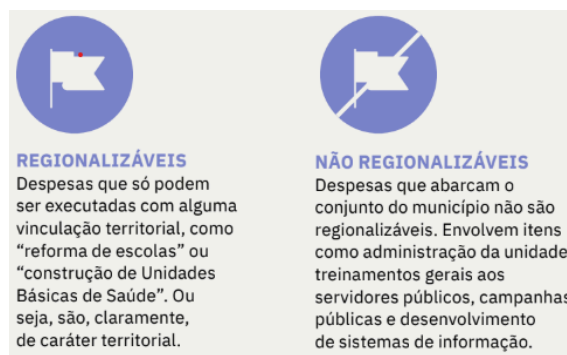 REGIONALIZÁVEIS
Despesas que só podem
ser executadas com alguma
vinculação territorial, como
“reforma de escolas” ou
“construção de Unidades
Básicas de Saúde”. Ou
seja, são, claramente,
de caráter territorial.
NÃO REGIONALIZÁVEIS
Despesas que abarcam o
conjunto do município não são
regionalizáveis. Envolvem itens
como administração da unidade
treinamentos gerais aos
servidores públicos, campanhas
públicas e desenvolvimento
de sistemas de informação.